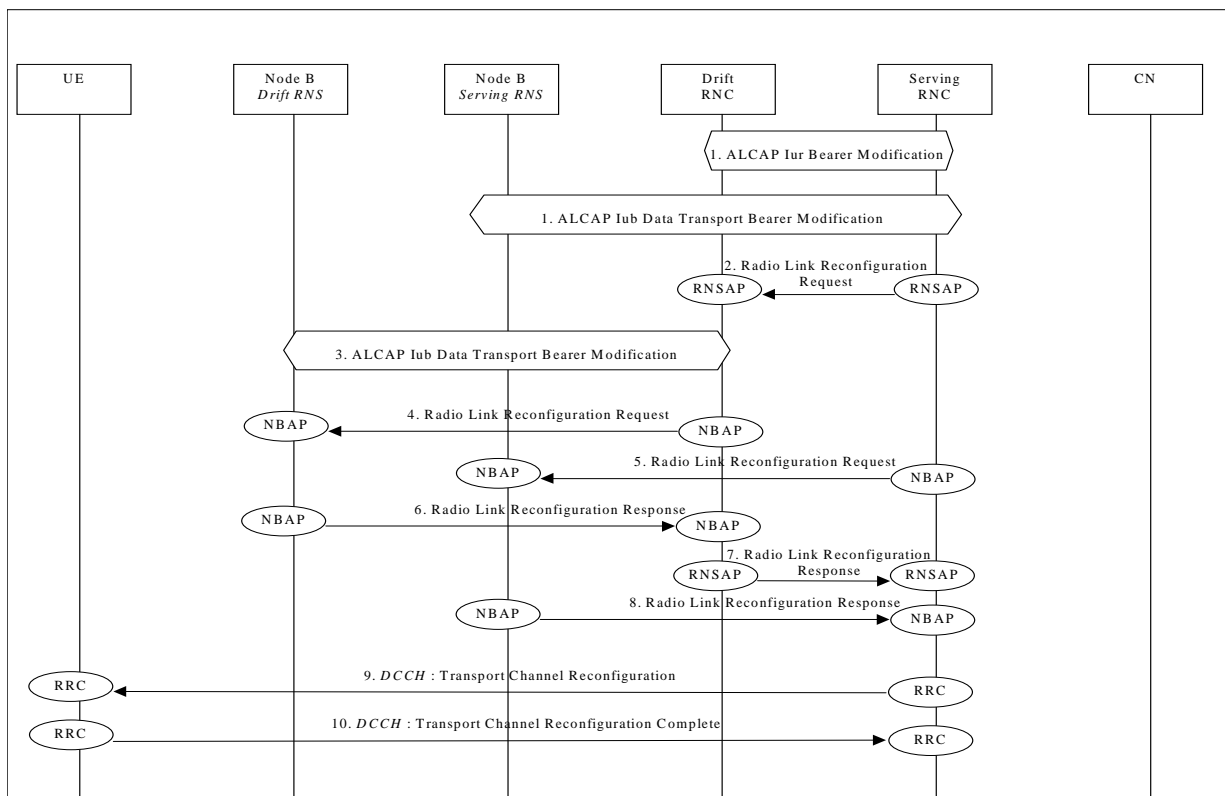 UE
Node B
Drift RNS
Node B
Serving RNS
Drift
RNC
Serving
RNC
CN
1. ALCAP Iur Bearer Modification
1. ALCAP Iub Data Transport Bearer Modification
2. Radio Link Reconfiguration
Request
RNSAP
RNSAP
3. ALCAP Iub Data Transport Bearer Modification
4. Radio Link Reconfiguration Request
NBAP
NBAP
5. Radio Link Reconfiguration Request
NBAP
NBAP
6. Radio Link Reconfiguration Response
NBAP
NBAP
7. Radio Link Reconfiguration
Response
RNSAP
RNSAP
8. Radio Link Reconfiguration Response
NBAP
NBAP
9. DCCH : Transport Channel Reconfiguration
RRC
RRC
10. DCCH : Transport Channel Reconfiguration Complete
RRC
RRC